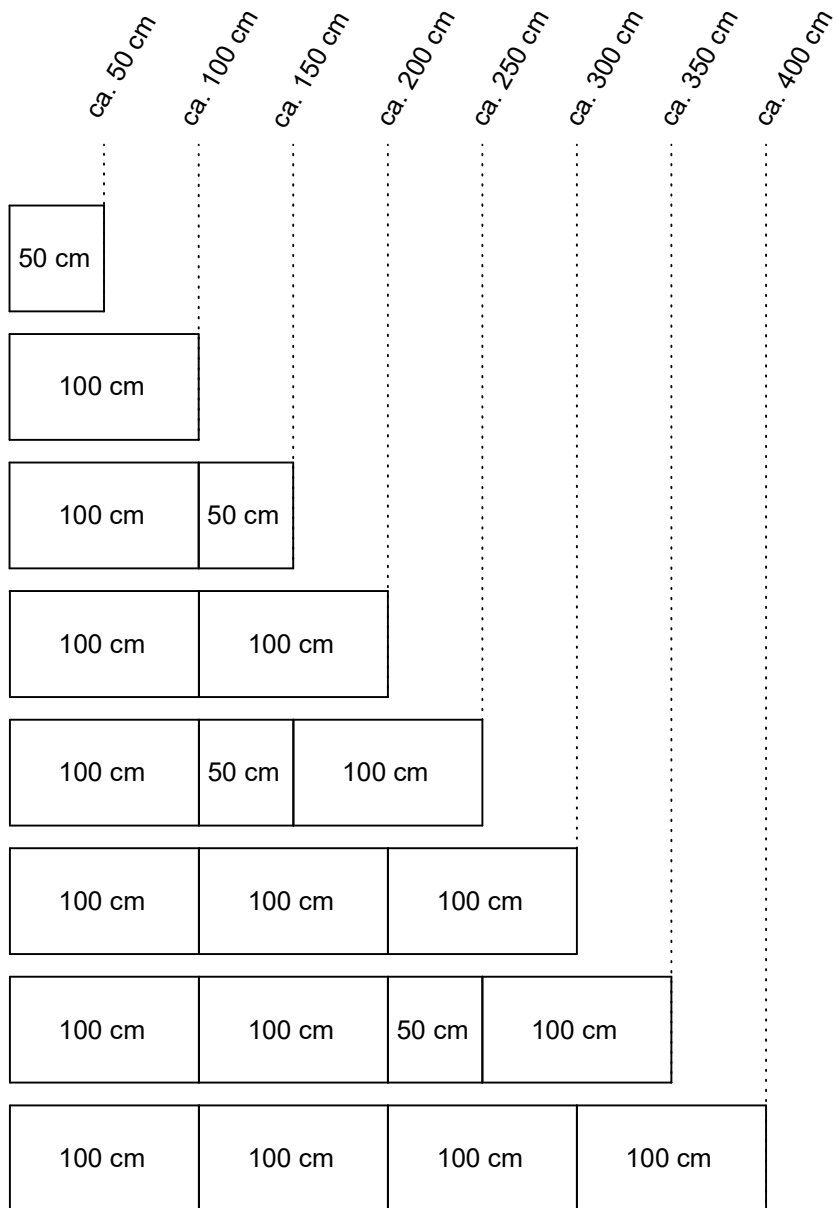 ca. 50 cm
ca. 100 cm
ca. 150 cm
ca. 200 cm
ca. 250 cm
ca. 300 cm
ca. 350 cm
ca. 400 cm
50 cm
100 cm
100 cm 50 cm
100 cm 100 cm
100 cm 50 cm 100 cm
100 cm 100 cm 100 cm
100 cm 100 cm 50 cm 100 cm
100 cm 100 cm 100 cm 100 cm